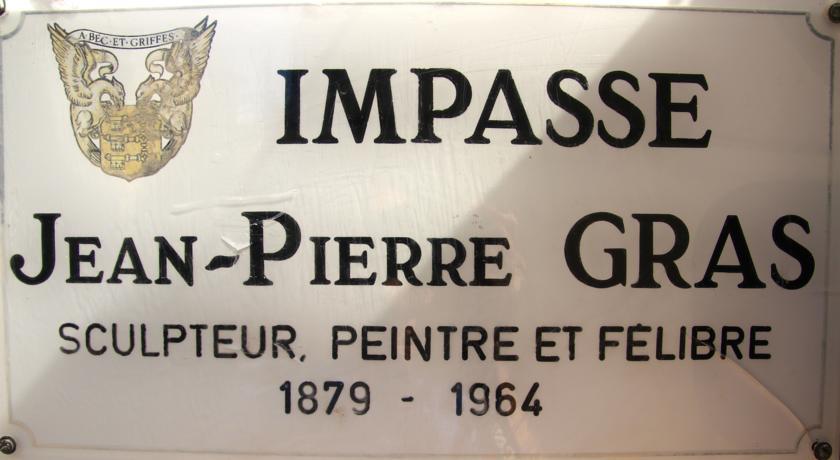 A·BEC·ET·GRIFFES·
IMPASSE
JEAN-PIERRE GRAS
SCULPTEUR, PEINTRE ET FÉLIBRE
1879 - 1964